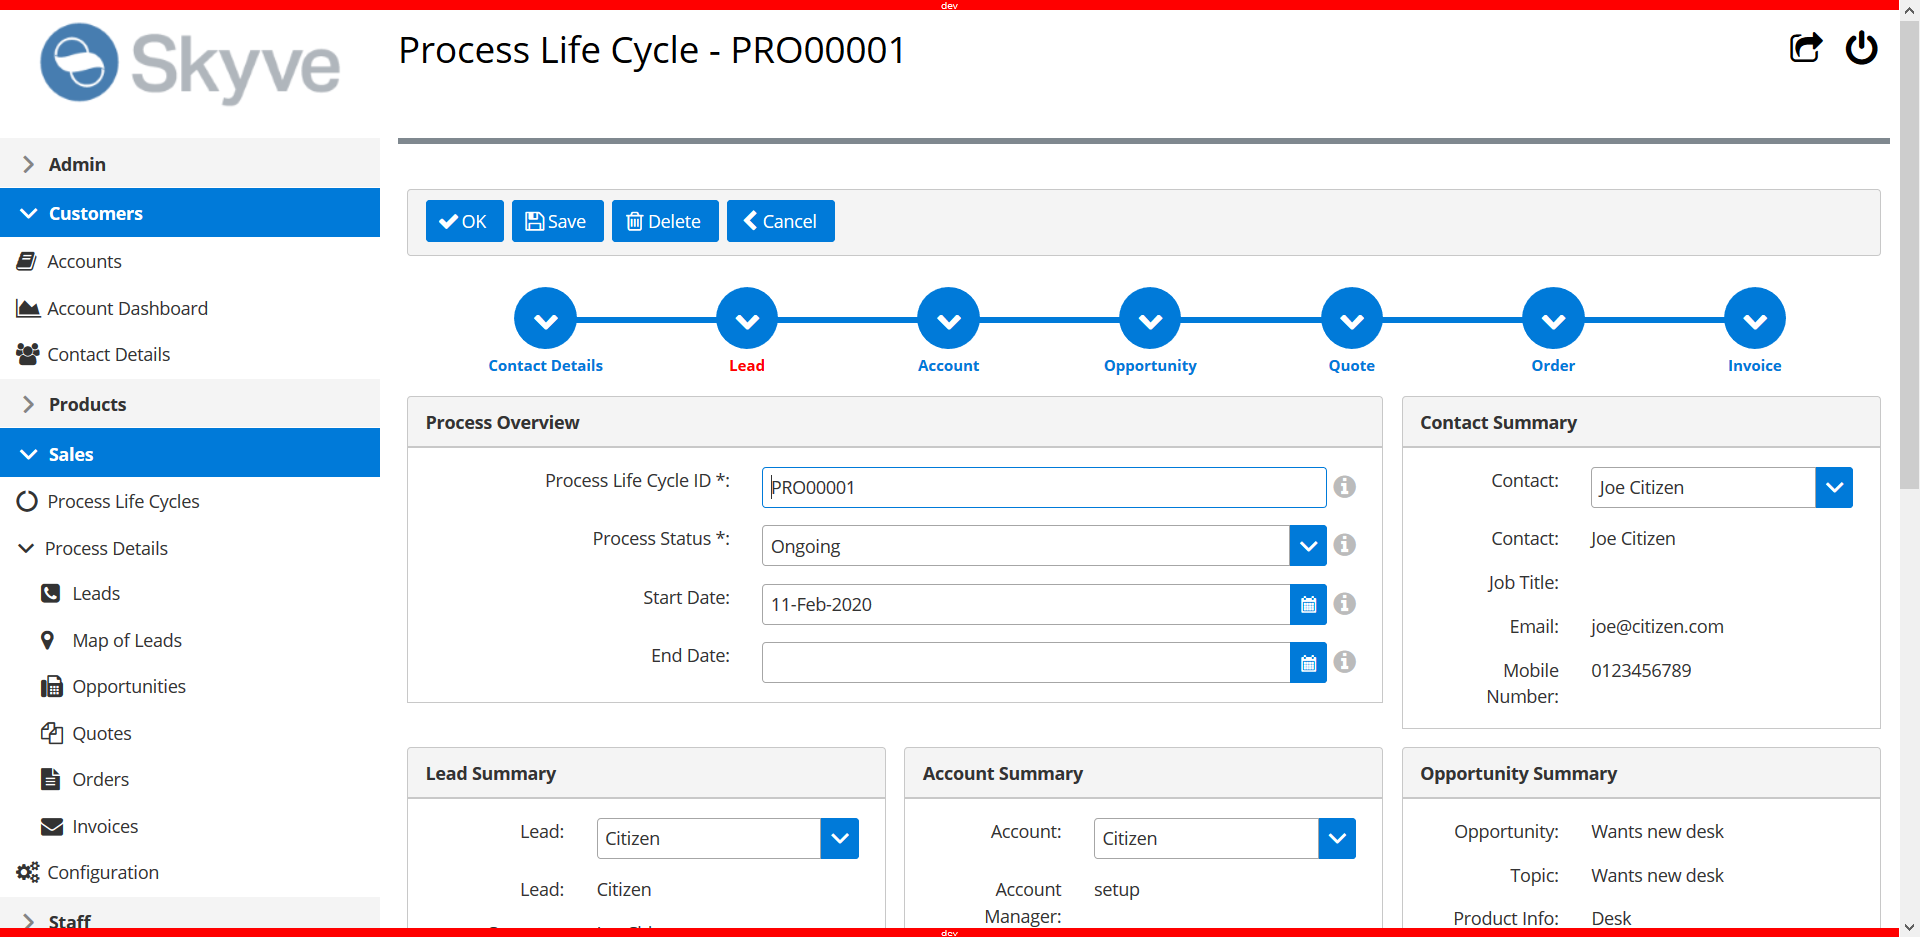 dev
Skyve
Process Life Cycle - PRO00001
Admin
Customers
Accounts
Account Dashboard
Contact Details
Products
Sales
Process Life Cycles
Process Details
Leads
Map of Leads
Opportunities
Quotes
Orders
Invoices
Configuration
Staff
OK
Save
Delete
Cancel
Contact Details
Lead
Account
Opportunity
Quote
Order
Invoice
Process Overview
Process Life Cycle ID *:
PRO00001
Process Status *:
Ongoing
Start Date:
11-Feb-2020
End Date:
Contact Summary
Contact:
Joe Citizen
Contact:
Joe Citizen
Job Title:
Email:
joe@citizen.com
Mobile
Number:
0123456789
Lead Summary
Lead:
Citizen
Lead:
Citizen
Account Summary
Account:
Citizen
Account
Manager:
setup
Opportunity Summary
Opportunity:
Wants new desk
Topic:
Wants new desk
Product Info:
Desk
dev